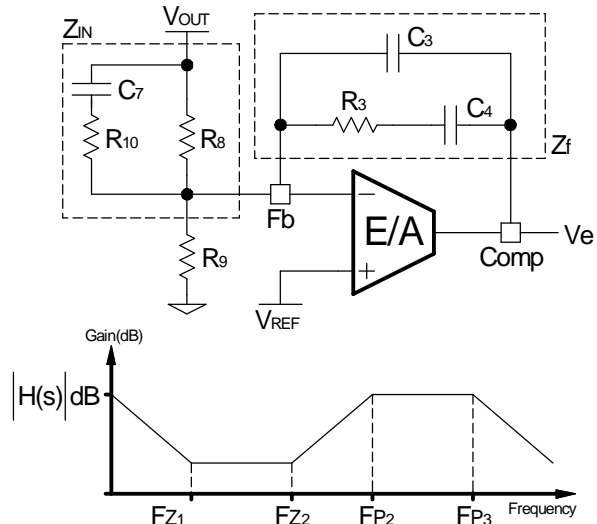 VOUT
ZIN
C3
C7
R3
C4
R10
R8
Zf
Fb
E/A
Ve
R9
Comp
VREF
Gain(dB)
|H(s)| dB
FZ1
FZ2
FP2
FP3
Frequency